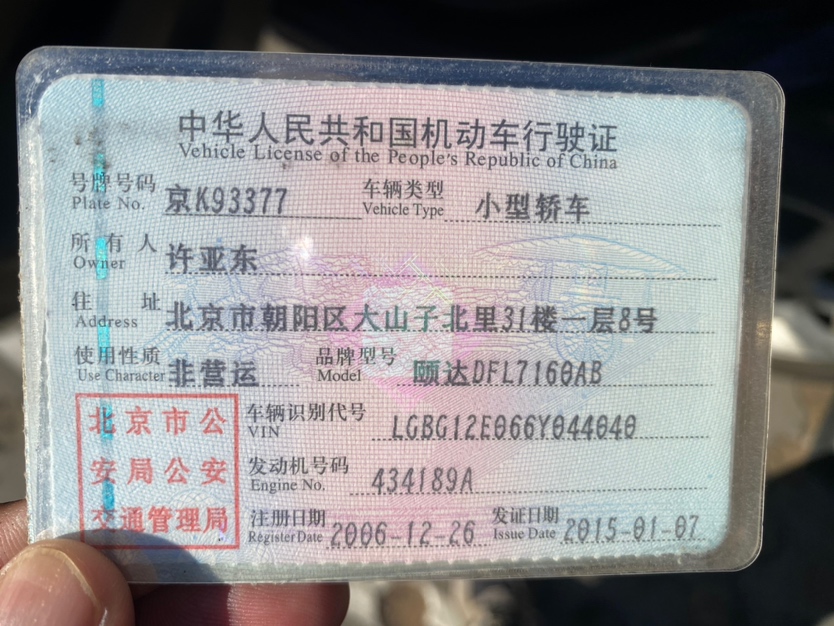 中华人民共和国机动车行驶证
Vehicle License of the People's Republic of China
号牌号码 京K93377 车辆类型 小型轿车
Plate No. Vehicle Type
所有人 许亚东
Owner
住址 北京市朝阳区大山子北里31楼一层8号
Address
使用性质 非营运 品牌型号 颐达DFL7160AB
Use Character Model
北京市公 车辆识别代号 LGBG12E066Y044040
VIN
安局公安 发动机号码 434189A
Engine No.
交通管理局 注册日期 2006-12-26 发证日期 2015-01-07
Register Date Issue Date